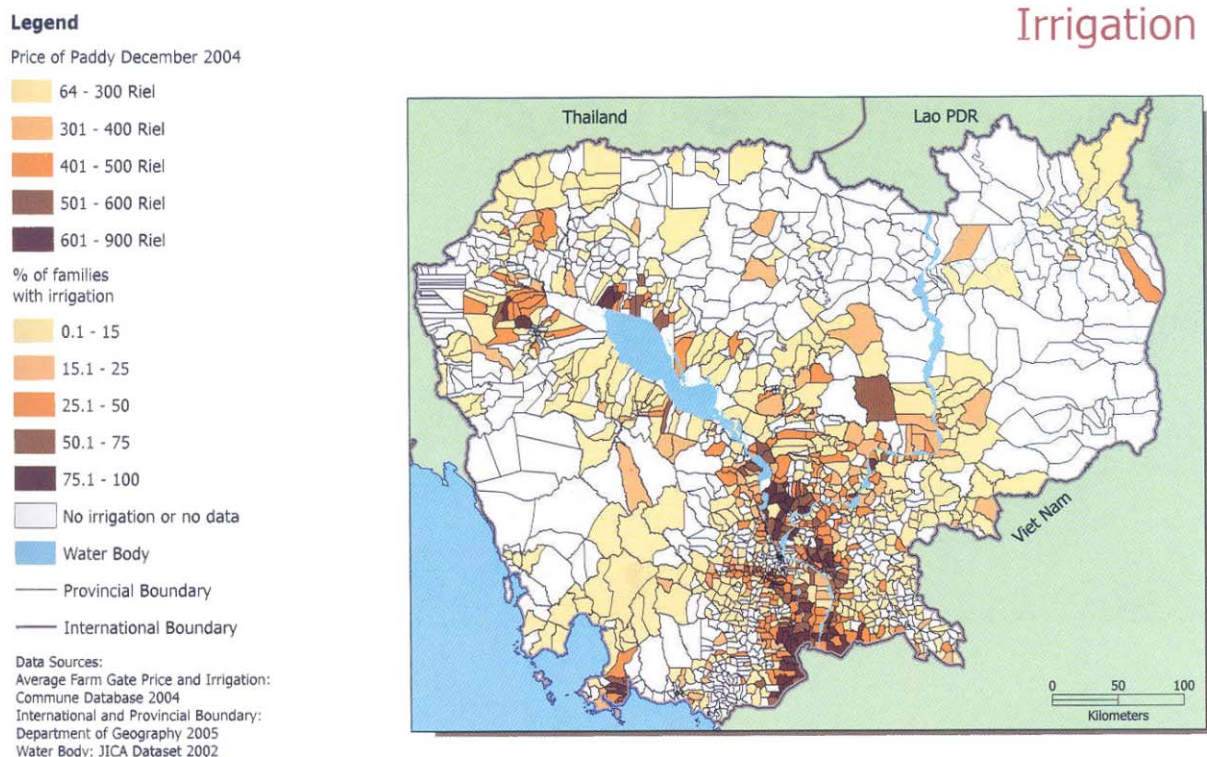 Legend
Irrigation
Price of Paddy December 2004
64 - 300 Riel
301 - 400 Riel
401 - 500 Riel
501 - 600 Riel
601 - 900 Riel
% of families
with irrigation
0.1 - 15
15.1 - 25
25.1 - 50
50.1 - 75
75.1 - 100
No irrigation or no data
Water Body
Provincial Boundary
International Boundary
Data Sources:
Average Farm Gate Price and Irrigation:
Commune Database 2004
International and Provincial Boundary:
Department of Geography 2005
Water Body: JICA Dataset 2002
Thailand
Lao PDR
Viet Nam
0 50 100
Kilometers